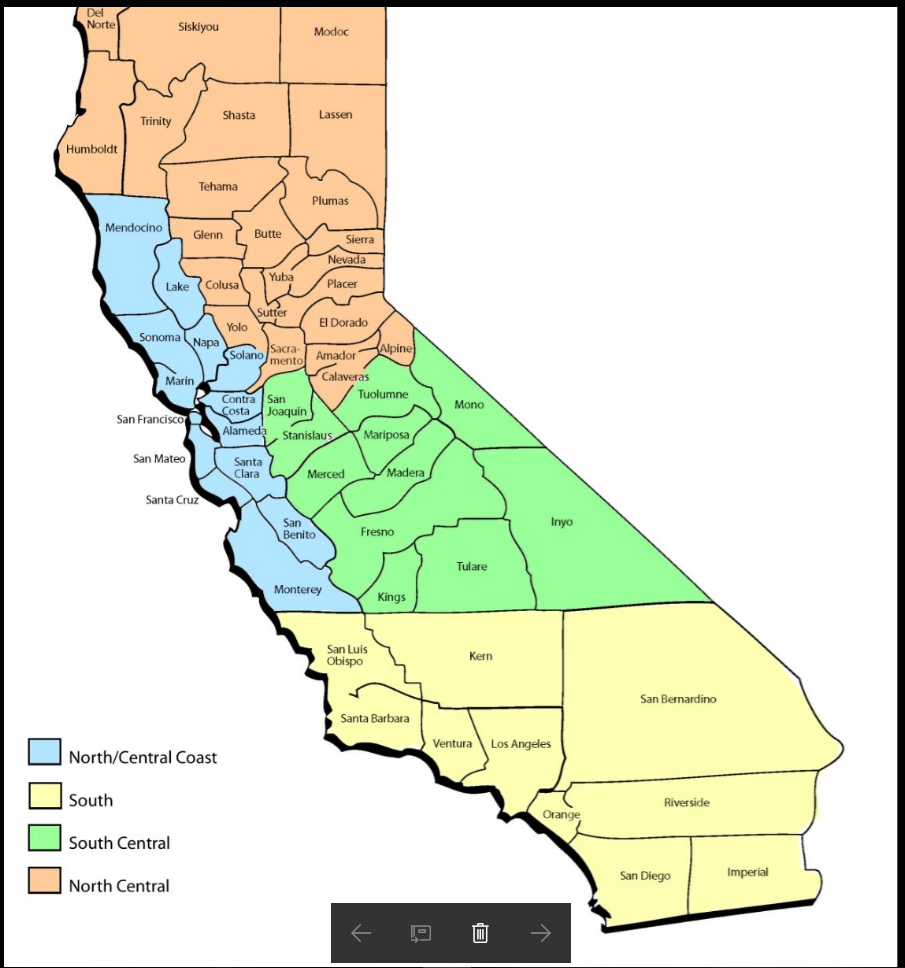 Del
Norte
Siskiyou
Modoc
Shasta
Lassen
Trinity
Humboldt
Tehama
Plumas
Mendocino
Glenn
Butte
Sierra
Nevada
Lake
Colusa
Yuba
Placer
Sutter
El Dorado
Yolo
Sonoma
Napa
Solano
Sacra-
mento
Amador
Alpine
Marin
Calaveras
Contra
Costa
San
Joaquin
Tuolumne
Mono
San Francisco
Alameda
Stanislaus
Mariposa
San Mateo
Santa
Clara
Merced
Madera
Santa Cruz
San
Benito
Fresno
Inyo
Tulare
Monterey
Kings
San Luis
Obispo
Kern
San Bernardino
Santa Barbara
Ventura
Los Angeles
Orange
Riverside
San Diego
Imperial
North/Central Coast
South
South Central
North Central